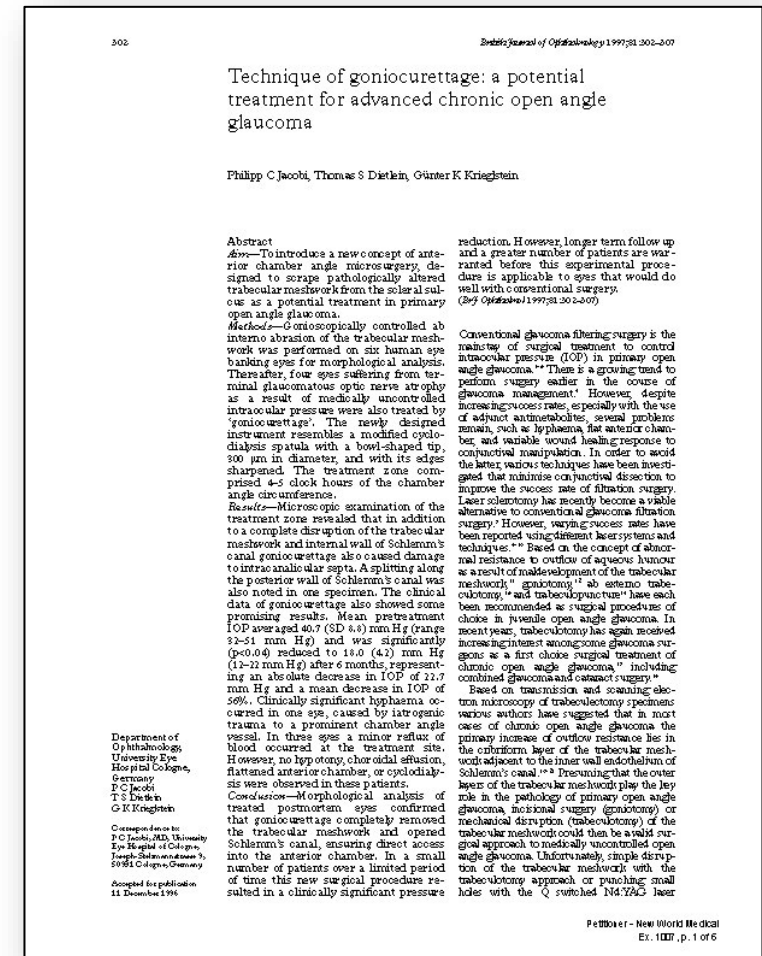 302
British Journal of Ophthalmology 1997;81:302–307
Technique of goniocurettage: a potential
treatment for advanced chronic open angle
glaucoma
Philipp C Jacobi, Thomas S Dietlein, Günter K Krieglstein
Abstract
Aim—To introduce a new concept of ante-
rior chamber angle microsurgery, de-
signed to scrape pathologically altered
trabecular meshwork from the scleral sul-
cus as a potential treatment in primary
open angle glaucoma.
Methods—Gonioscopically controlled ab
interno abrasion of the trabecular mesh-
work was performed on six human eye
banking eyes for morphological analysis.
Thereafter, four eyes suffering from ter-
minal glaucomatous optic nerve atrophy
as a result of medically uncontrolled
intraocular pressure were also treated by
'goniocurettage'. The newly designed
instrument resembles a modified cyclo-
dialysis spatula with a bowl-shaped tip,
300 µm in diameter, and with its edges
sharpened. The treatment zone com-
prised 4–5 clock hours of the chamber
angle circumference.
Results—Microscopic examination of the
treatment zone revealed that in addition
to a complete disruption of the trabecular
meshwork and internal wall of Schlemm's
canal goniocurettage also caused damage
to intracanalicular septa. A splitting along
the posterior wall of Schlemm's canal was
also noted in one specimen. The clinical
data of goniocurettage also showed some
promising results. Mean pretreatment
IOP averaged 40.7 (SD 8.8) mm Hg (range
32–51 mm Hg) and was significantly
(p<0.04) reduced to 18.0 (4.2) mm Hg
(12–22 mm Hg) after 6 months, represent-
ing an absolute decrease in IOP of 22.7
mm Hg and a mean decrease in IOP of
56%. Clinically significant hyphaema oc-
curred in one eye, caused by iatrogenic
trauma to a prominent chamber angle
vessel. In three eyes a minor reflux of
blood occurred at the treatment site.
However, no hypotony, choroidal effusion,
flattened anterior chamber, or cyclodialy-
sis were observed in these patients.
Conclusion—Morphological analysis of
treated postmortem eyes confirmed
that goniocurettage completely removed
the trabecular meshwork and opened
Schlemm's canal, ensuring direct access
into the anterior chamber. In a small
number of patients over a limited period
of time this new surgical procedure re-
sulted in a clinically significant pressure
reduction. However, longer term follow up
and a greater number of patients are war-
ranted before this experimental proce-
dure is applicable to eyes that would do
well with conventional surgery.
(Br J Ophthalmol 1997;81:302–307)
Conventional glaucoma filtering surgery is the
mainstay of surgical treatment to control
intraocular pressure (IOP) in primary open
angle glaucoma. There is a growing trend to
perform surgery earlier in the course of
glaucoma management. However, despite
increasing success rates, especially with the use
of adjunct antimetabolites, several problems
remain, such as hyphaema, flat anterior cham-
ber, and variable wound healing response to
conjunctival manipulation. In order to avoid
the latter, various techniques have been investi-
gated that minimise conjunctival dissection to
improve the success rate of filtration surgery.
Laser sclerotomy has recently become a viable
alternative to conventional glaucoma filtration
surgery. However, varying success rates have
been reported using different laser systems and
techniques. Based on the concept of abnor-
mal resistance to outflow of aqueous humour
as a result of maldevelopment of the trabecular
meshwork, goniotomy, ab externo trabe-
culotomy, and trabeculopuncture have each
been recommended as surgical procedures of
choice in juvenile open angle glaucoma. In
recent years, trabeculotomy has again received
increasing interest among some glaucoma sur-
geons as a first choice surgical treatment of
chronic open angle glaucoma, including
combined glaucoma and cataract surgery.
Based on transmission and scanning elec-
tron microscopy of trabeculectomy specimens
various authors have suggested that in most
cases of chronic open angle glaucoma the
primary increase of outflow resistance lies in
the cribriform layer of the trabecular mesh-
work adjacent to the inner wall endothelium of
Schlemm's canal. Presuming that the outer
layers of the trabecular meshwork play the key
role in the pathology of primary open angle
glaucoma, incisional surgery (goniotomy) or
mechanical disruption (trabeculotomy) of the
trabecular meshwork could then be a valid sur-
gical approach to medically uncontrolled open
angle glaucoma. Unfortunately, simple disrup-
tion of the trabecular meshwork with the
trabeculotomy approach or punching small
holes with the Q switched Nd:YAG laser
Department of
Ophthalmology,
University Eye
Hospital Cologne,
Germany
P C Jacobi
T S Dietlein
G K Krieglstein
Correspondence to:
P C Jacobi, MD, University
Eye Hospital of Cologne,
Joseph-Stelzmannstrasse 9,
50931 Cologne, Germany
Accepted for publication
11 December 1996
Petitioner – New World Medical
Ex. 1007, p. 1 of 6